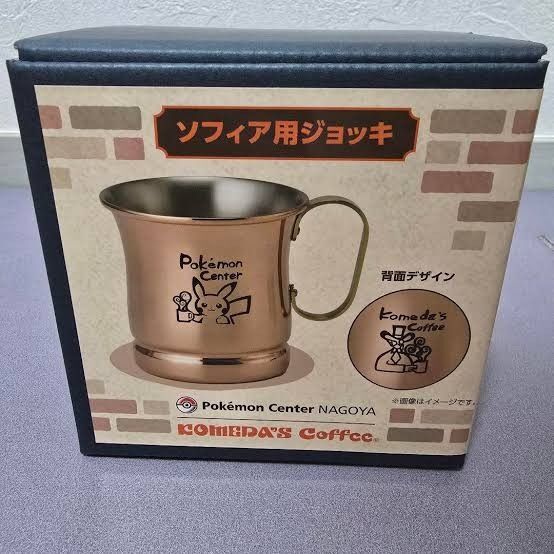 ソフィア用ジョッキ
Pokémon
Center
背面デザイン
Komeda's
Coffee
※画像はイメージです。
Pokémon Center NAGOYA
KOMEDA'S Coffee®